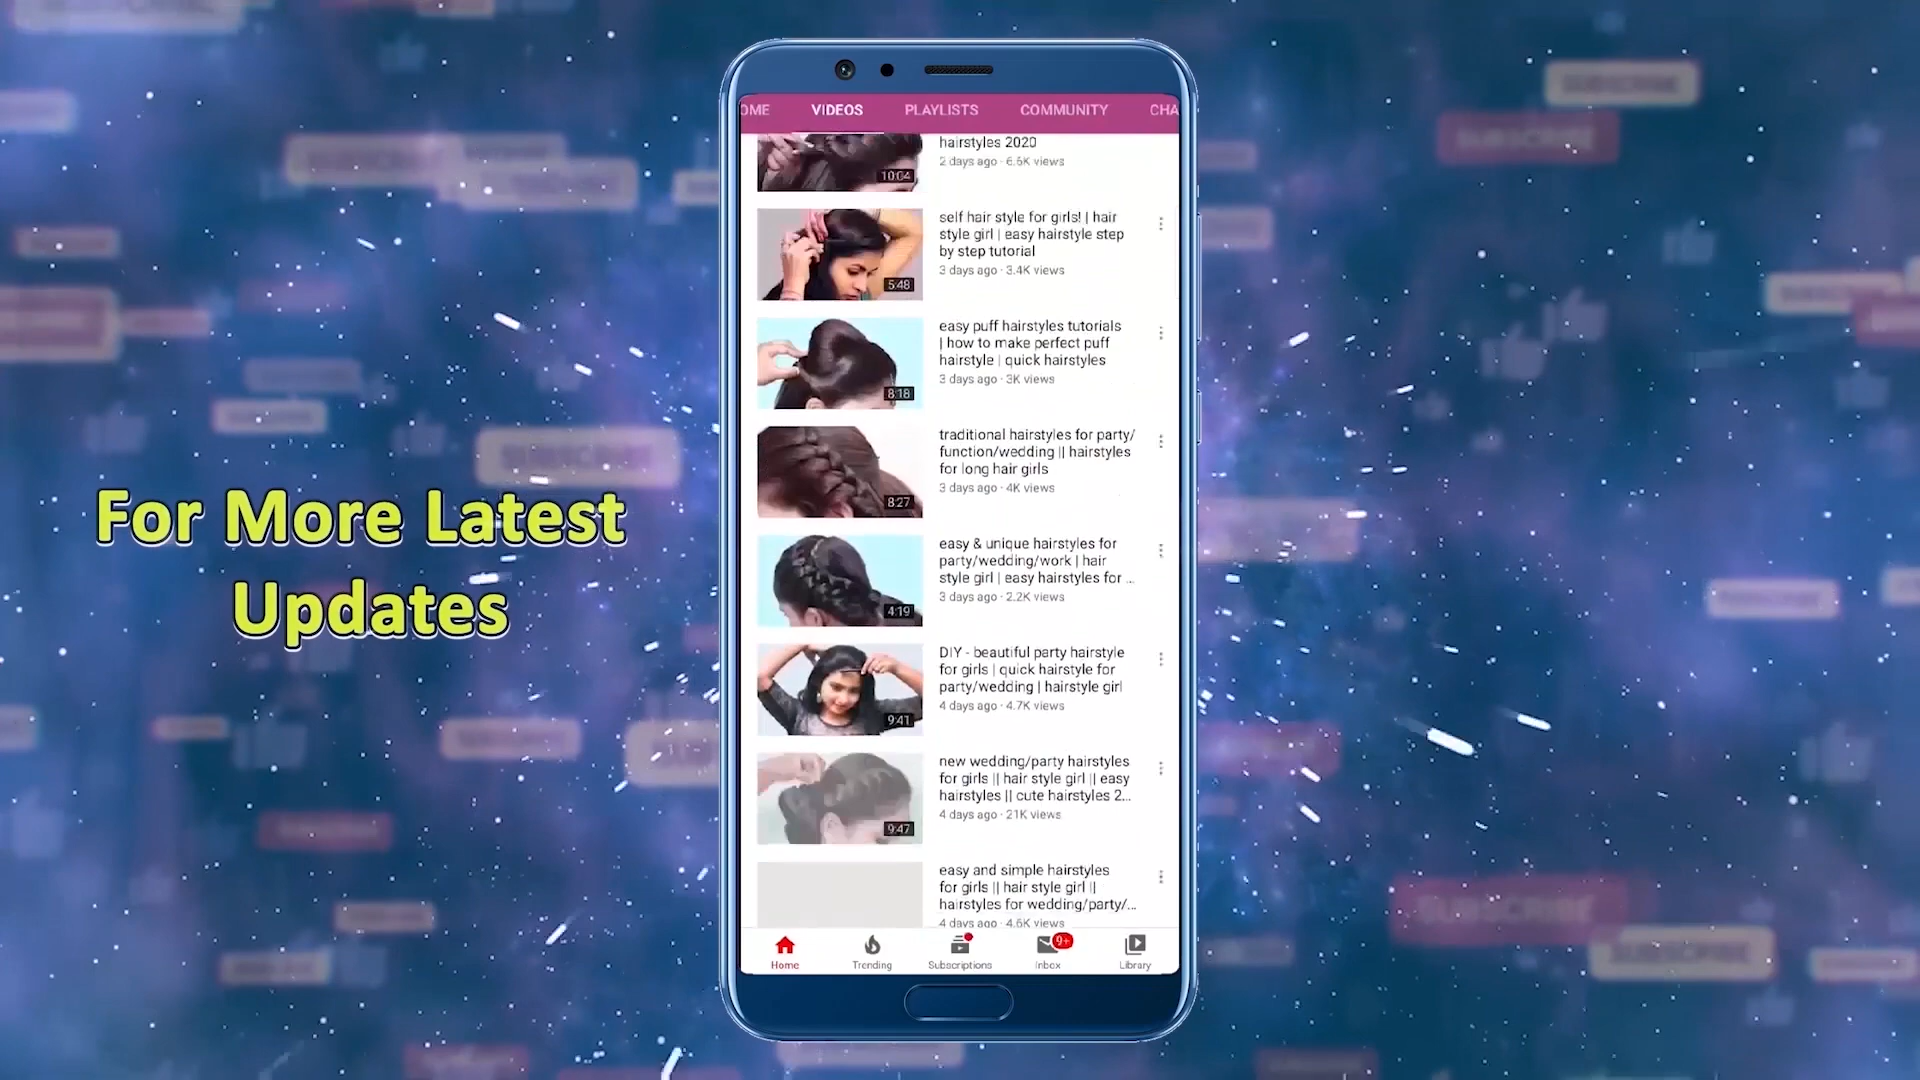 OME VIDEOS PLAYLISTS COMMUNITY CHA
hairstyles 2020
2 days ago · 6.6K views
10:04
self hair style for girls! | hair
style girl | easy hairstyle step
by step tutorial
3 days ago · 3.4K views
5:48
easy puff hairstyles tutorials
| how to make perfect puff
hairstyle | quick hairstyles
3 days ago · 3K views
8:18
traditional hairstyles for party/
function/wedding || hairstyles
for long hair girls
3 days ago · 4K views
8:27
easy & unique hairstyles for
party/wedding/work | hair
style girl | easy hairstyles for ...
3 days ago · 2.2K views
4:19
DIY - beautiful party hairstyle
for girls | quick hairstyle for
party/wedding | hairstyle girl
4 days ago · 4.7K views
9:41
new wedding/party hairstyles
for girls || hair style girl || easy
hairstyles || cute hairstyles 2...
4 days ago · 21K views
9:47
easy and simple hairstyles
for girls || hair style girl ||
hairstyles for wedding/party/...
4 days ago · 4.6K views
9+
Home Trending Subscriptions Inbox Library
For More Latest
Updates
SUBSCRIBE
SUBSCRIBE
SUBSCRIBE
SUBSCRIBE